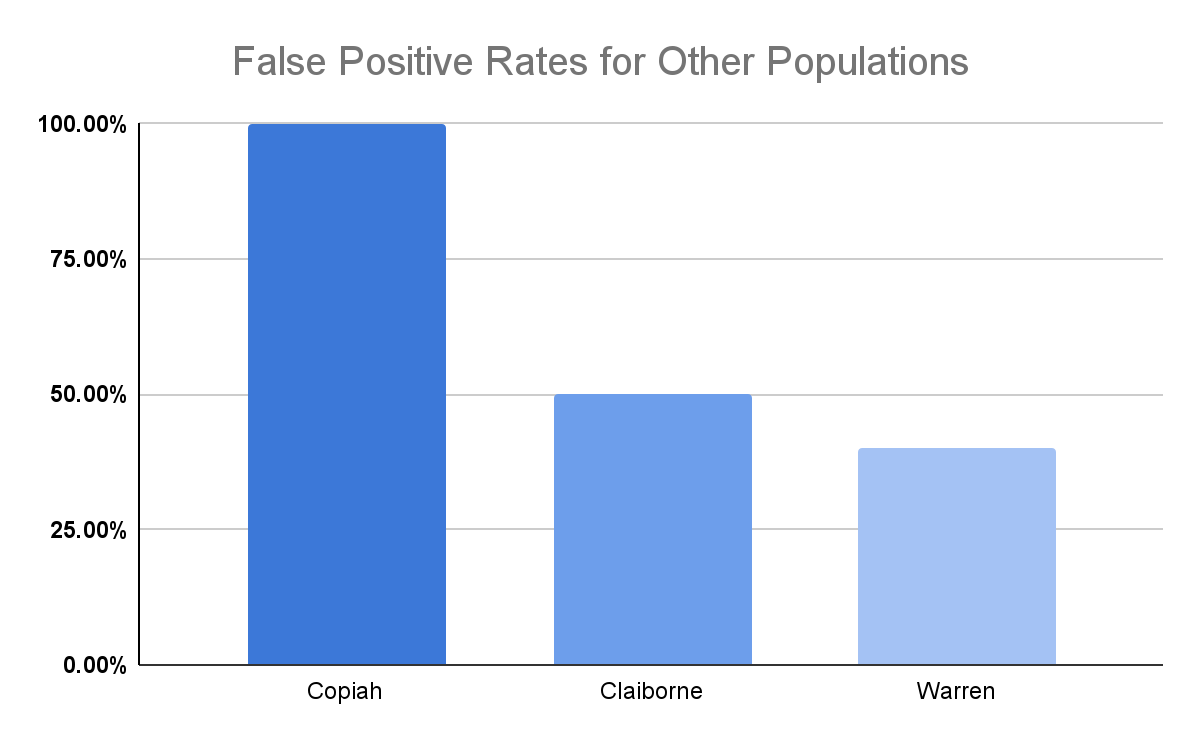 False Positive Rates for Other Populations
100.00%
75.00%
50.00%
25.00%
0.00%
Copiah
Claiborne
Warren